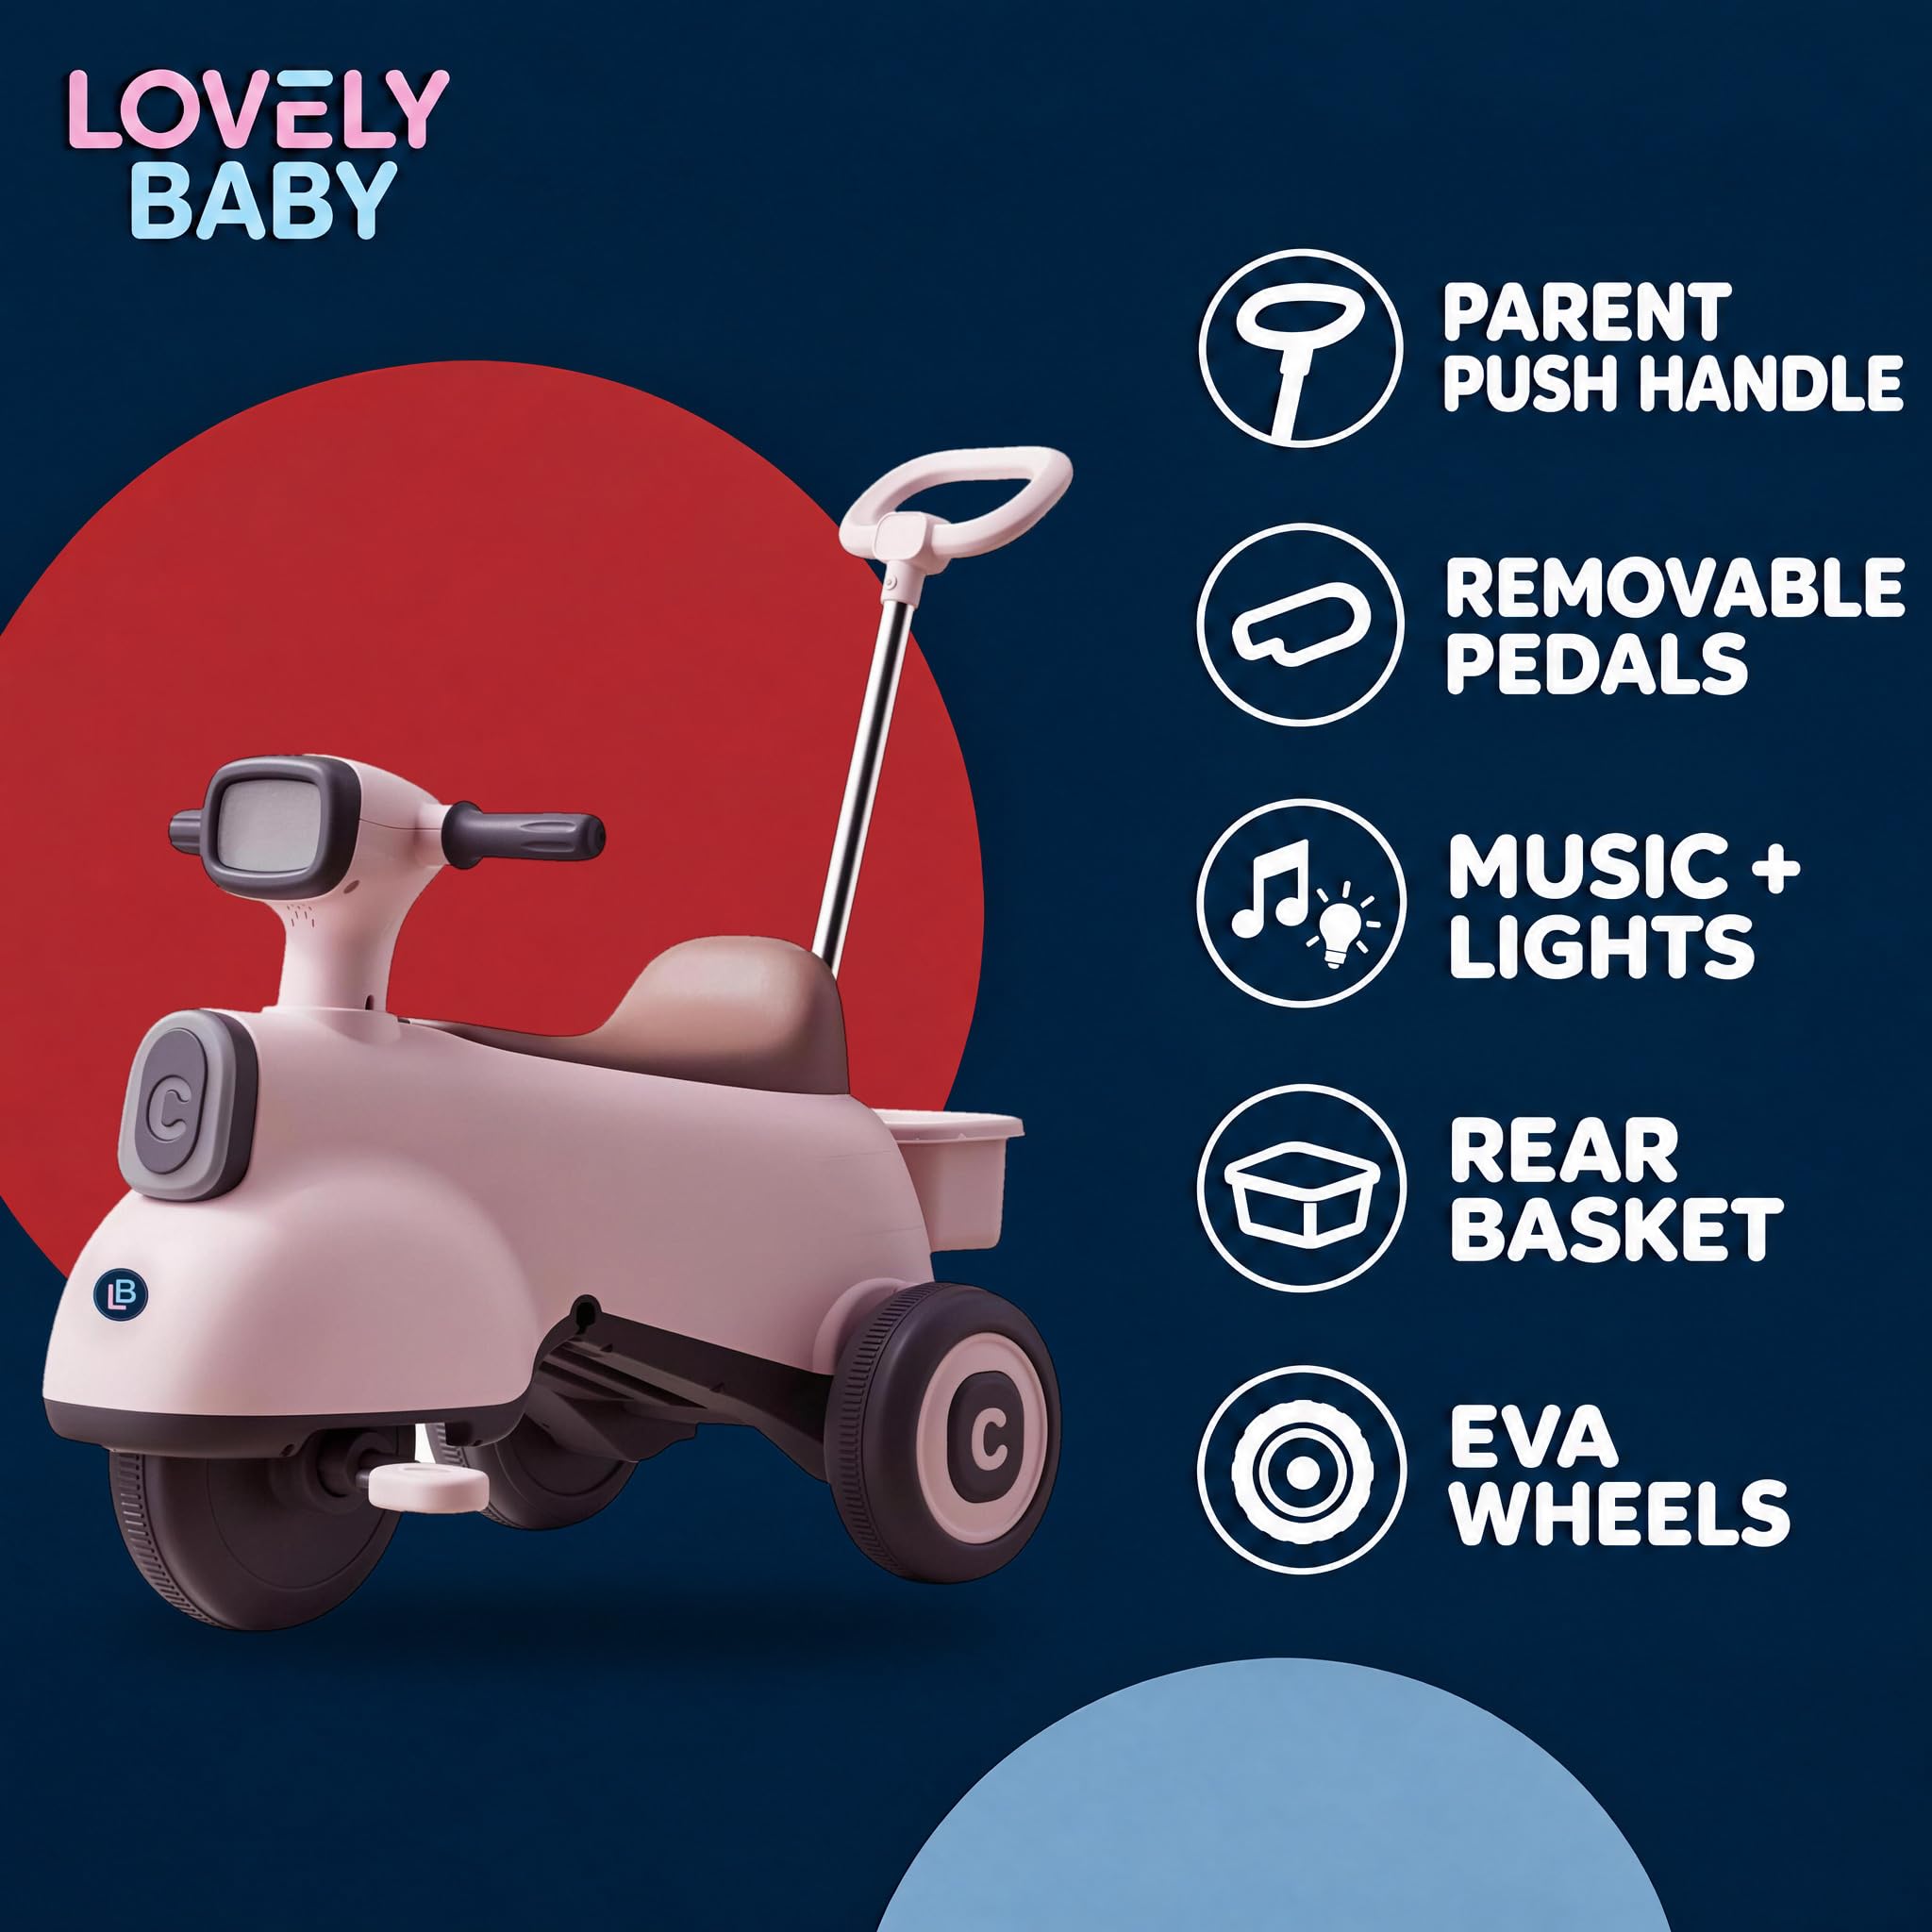 LOVELY
BABY
PARENT
PUSH HANDLE
REMOVABLE
PEDALS
MUSIC +
LIGHTS
REAR
BASKET
EVA
WHEELS
C
LB
C